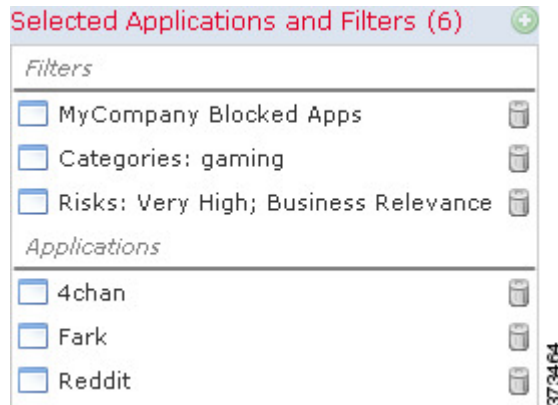 Selected Applications and Filters (6)
Filters
MyCompany Blocked Apps
Categories: gaming
Risks: Very High; Business Relevance
Applications
4chan
Fark
Reddit
373464